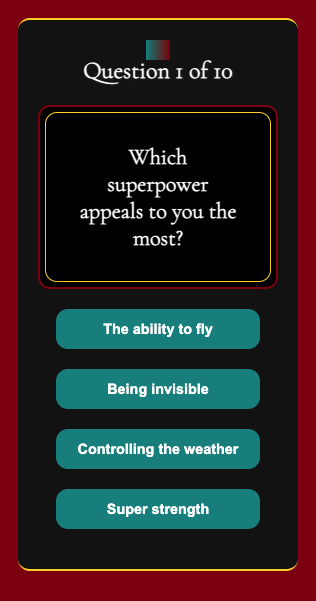 Question 1 of 10
Which
superpower
appeals to you the
most?
The ability to fly
Being invisible
Controlling the weather
Super strength